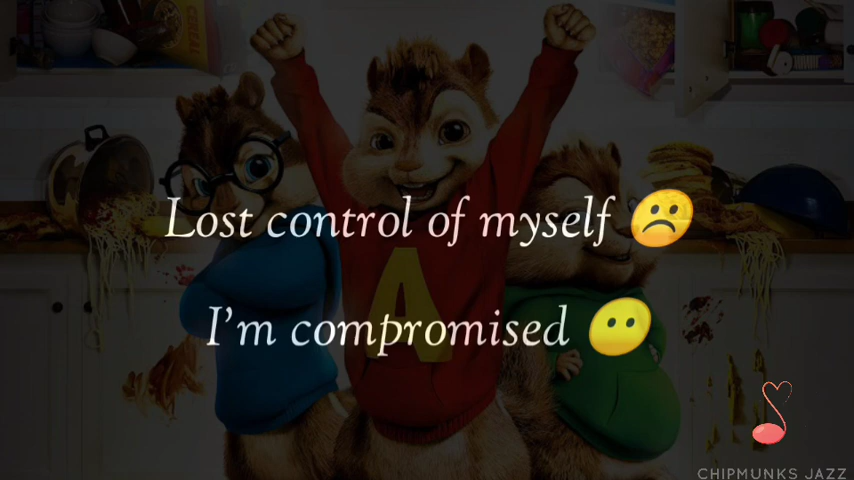 Lost control of myself ☹️
I'm compromised 😶
A
CHIPMUNKS JAZZ